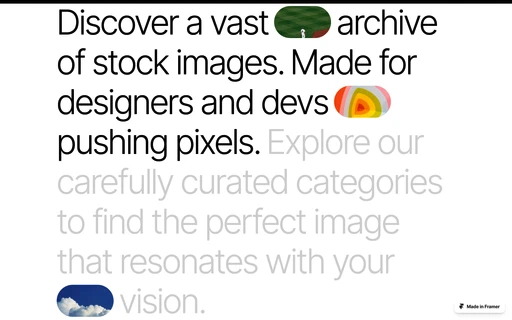 Discover a vast archive
of stock images. Made for
designers and devs
pushing pixels. Explore our
carefully curated categories
to find the perfect image
that resonates with your
vision.
Made in Framer